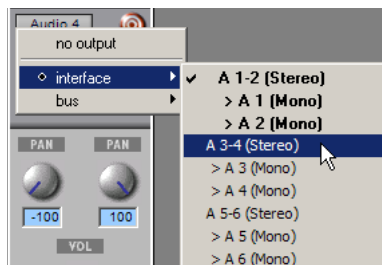 Audio 4
no output
interface
bus
✓ A 1-2 (Stereo)
> A 1 (Mono)
> A 2 (Mono)
A 3-4 (Stereo)
> A 3 (Mono)
> A 4 (Mono)
A 5-6 (Stereo)
> A 5 (Mono)
> A 6 (Mono)
PAN PAN
-100 100
VOL